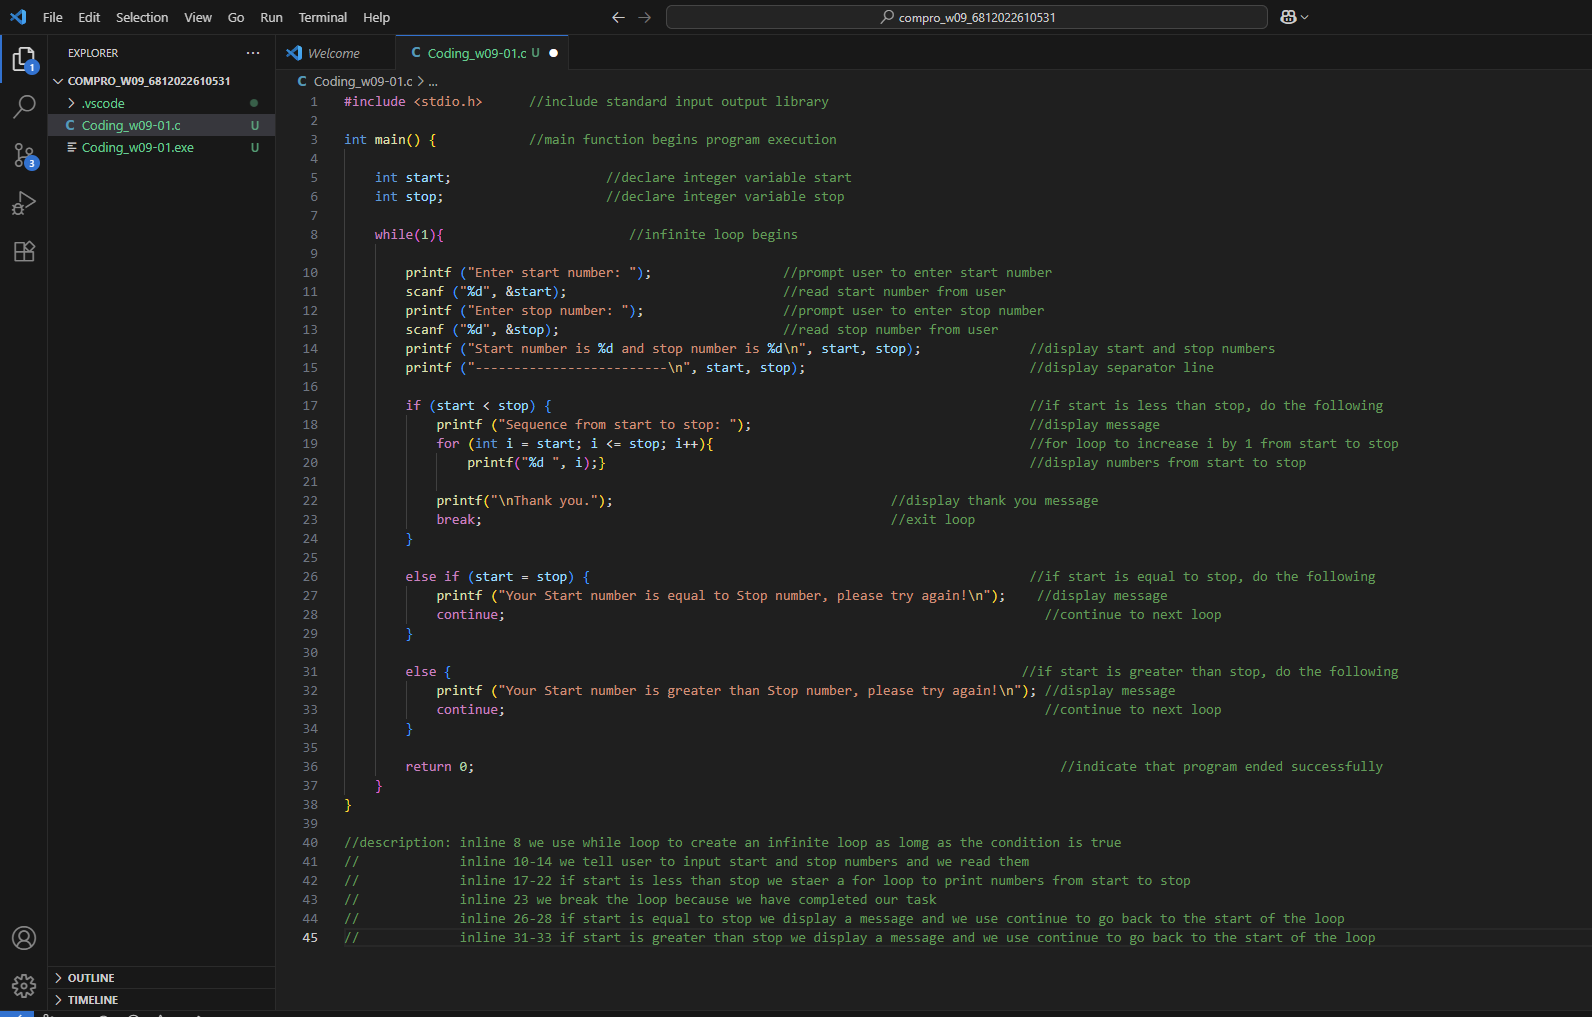 File Edit Selection View Go Run Terminal Help
compro_w09_6812022610531
EXPLORER
Welcome
Coding_w09-01.c U
COMPRO_W09_6812022610531
.vscode
Coding_w09-01.c U
Coding_w09-01.exe U
1
3
C Coding_w09-01.c > ...
1 #include <stdio.h> //include standard input output library
2
3 int main() { //main function begins program execution
4
5 int start; //declare integer variable start
6 int stop; //declare integer variable stop
7
8 while(1){ //infinite loop begins
9
10 printf ("Enter start number: "); //prompt user to enter start number
11 scanf ("%d", &start); //read start number from user
12 printf ("Enter stop number: "); //prompt user to enter stop number
13 scanf ("%d", &stop); //read stop number from user
14 printf ("Start number is %d and stop number is %d\n", start, stop); //display start and stop numbers
15 printf ("-------------------------\n", start, stop); //display separator line
16
17 if (start < stop) { //if start is less than stop, do the following
18 printf ("Sequence from start to stop: "); //display message
19 for (int i = start; i <= stop; i++){ //for loop to increase i by 1 from start to stop
20 printf("%d ", i);} //display numbers from start to stop
21
22 printf("\nThank you."); //display thank you message
23 break; //exit loop
24 }
25
26 else if (start = stop) { //if start is equal to stop, do the following
27 printf ("Your Start number is equal to Stop number, please try again!\n"); //display message
28 continue; //continue to next loop
29 }
30
31 else { //if start is greater than stop, do the following
32 printf ("Your Start number is greater than Stop number, please try again!\n"); //display message
33 continue; //continue to next loop
34 }
35
36 return 0; //indicate that program ended successfully
37 }
38 }
39
40 //description: inline 8 we use while loop to create an infinite loop as lomg as the condition is true
41 // inline 10-14 we tell user to input start and stop numbers and we read them
42 // inline 17-22 if start is less than stop we staer a for loop to print numbers from start to stop
43 // inline 23 we break the loop because we have completed our task
44 // inline 26-28 if start is equal to stop we display a message and we use continue to go back to the start of the loop
45 // inline 31-33 if start is greater than stop we display a message and we use continue to go back to the start of the loop
OUTLINE
TIMELINE